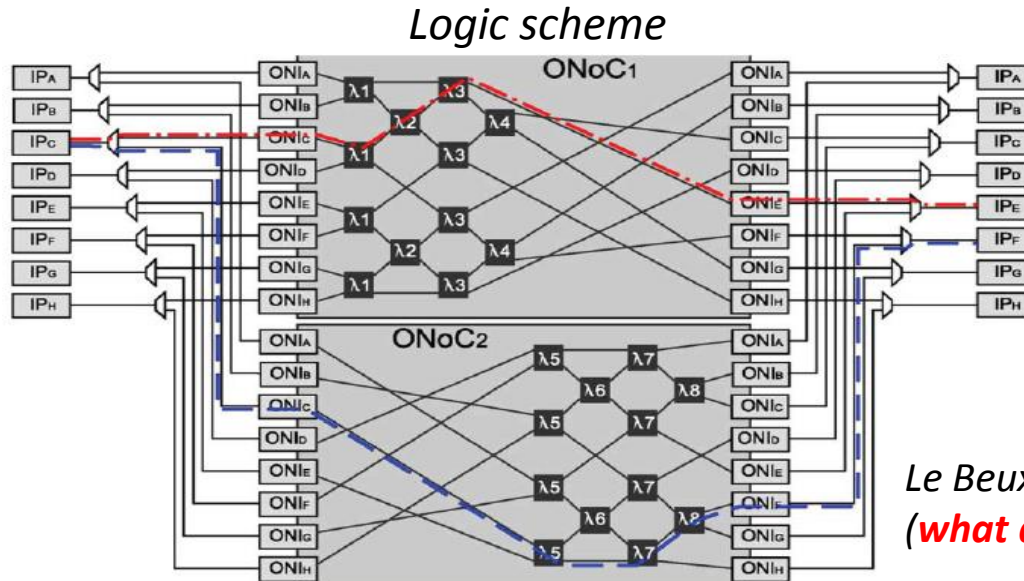 Logic scheme
ONoC1
IPA ONIA ONIA IPA
λ1 λ3
IPB ONIB ONIB IPB
λ2 λ4
IPC ONIC ONIC IPC
λ1 λ3
IPD ONID ONID IPD
IPE ONIE ONIE IPE
λ1 λ3
IPF ONIF ONIF IPF
λ2 λ4
IPG ONIG ONIG IPG
λ1 λ3
IPH ONIH ONIH IPH
ONoC2
ONIA ONIA
λ5 λ7
ONIB ONIB
λ6 λ8
ONIC ONIC
λ5 λ7
ONID ONID
ONIE ONIE
λ5 λ7
ONIF ONIF
λ6 λ8
ONIG ONIG
λ5 λ7
ONIH ONIH
Le Beux
(what